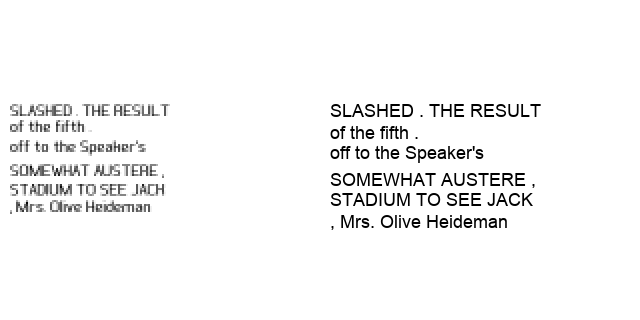 SLASHED . THE RESULT
of the fifth .
off to the Speaker's
SOMEWHAT AUSTERE ,
STADIUM TO SEE JACK
, Mrs. Olive Heideman
SLASHED . THE RESULT
of the fifth .
off to the Speaker's
SOMEWHAT AUSTERE ,
STADIUM TO SEE JACK
, Mrs. Olive Heideman